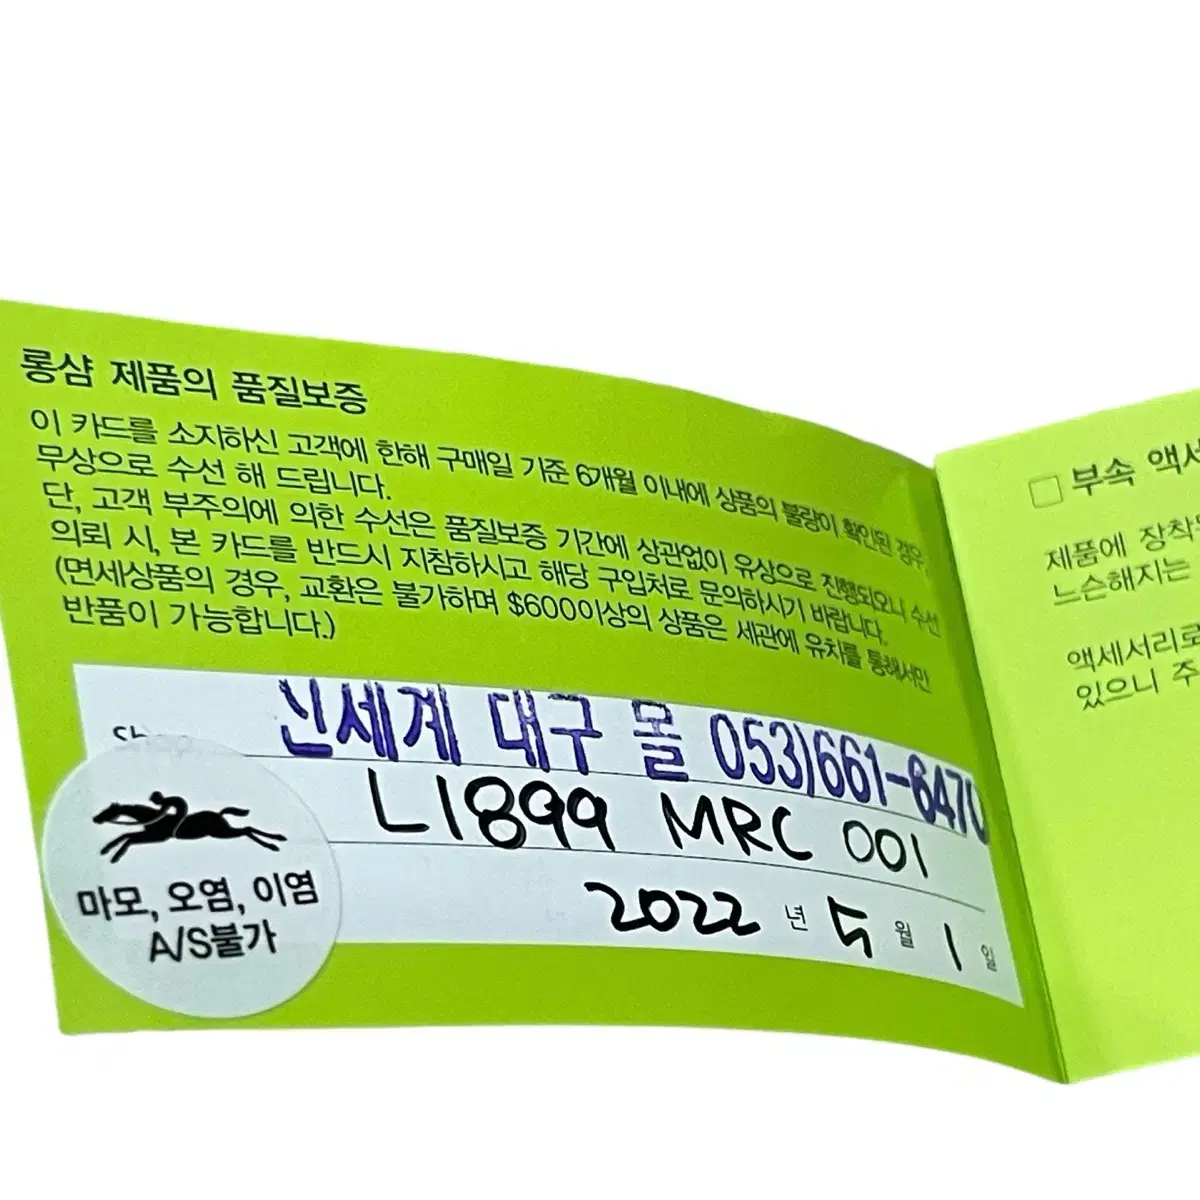 롱샴 제품의 품질보증
이 카드를 소지하신 고객에 한해 구매일 기준 6개월 이내에 상품의 불량이 확인된 경우,
무상으로 수선 해 드립니다.
단, 고객 부주의에 의한 수선은 품질보증 기간에 상관없이 유상으로 진행되오니 수선
의뢰 시, 본 카드를 반드시 지참하시고 해당 구입처로 문의하시기 바랍니다.
(면세상품의 경우, 교환은 불가하며 $600이상의 상품은 세관에 유치를 통해서만
반품이 가능합니다.)
신세계 대구 몰 053)661-6470
L1899 MRC 001
2022 년 5 월 1 일
마모, 오염, 이염
A/S불가
부속 액세
제품에 장착
느슨해지는
액세서리로
있으니 주